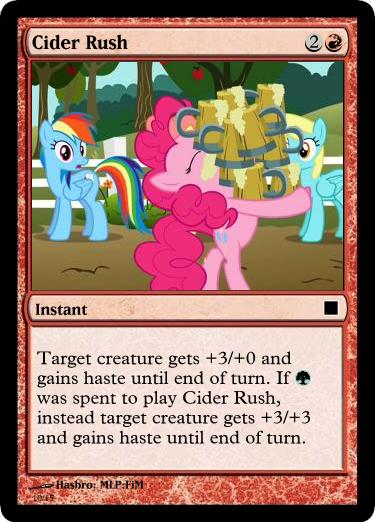 Cider Rush 2
Instant
Target creature gets +3/+0 and
gains haste until end of turn. If
was spent to play Cider Rush,
instead target creature gets +3/+3
and gains haste until end of turn.
Hasbro: MLP:FiM